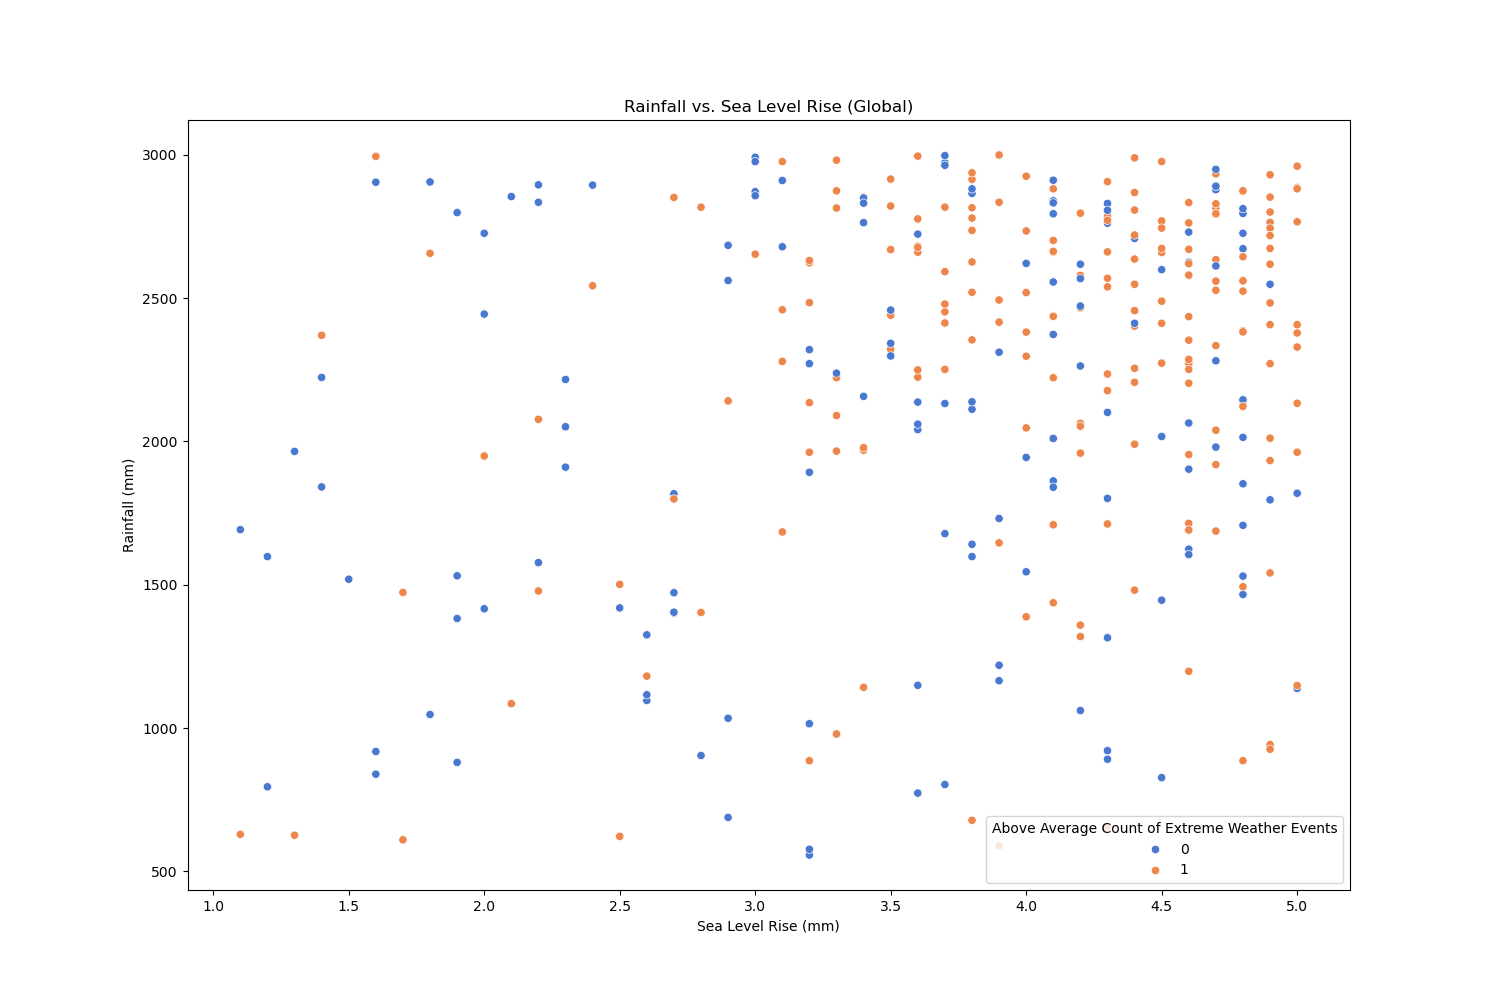 Rainfall vs. Sea Level Rise (Global)
3000
2500
2000
1500
1000
500
Rainfall (mm)
Above Average Count of Extreme Weather Events
0
1
1.0 1.5 2.0 2.5 3.0 3.5 4.0 4.5 5.0
Sea Level Rise (mm)